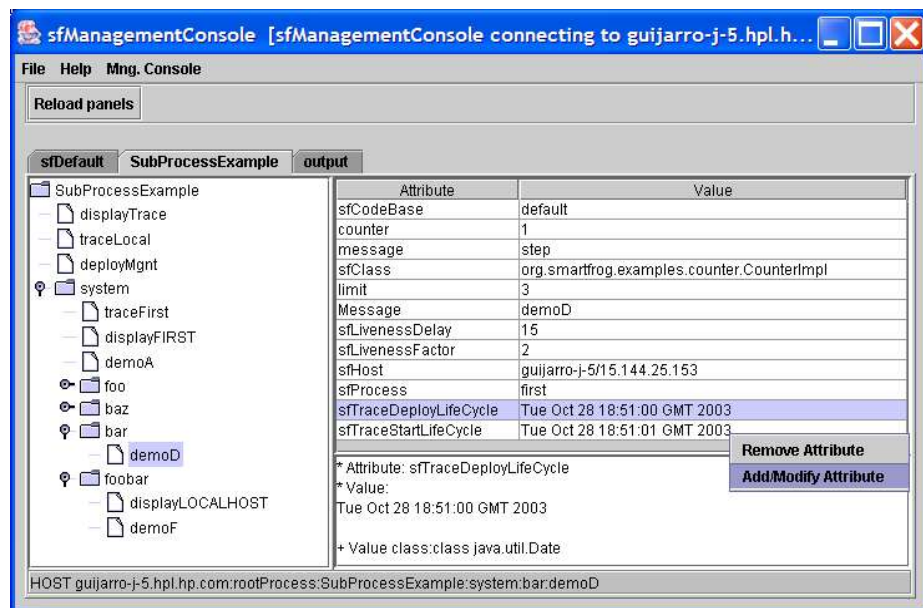 sfManagementConsole [sfManagementConsole connecting to guijarro-j-5.hpl.h...
File Help Mng. Console
Reload panels
sfDefault SubProcessExample output
SubProcessExample
displayTrace
traceLocal
deployMgnt
system
traceFirst
displayFIRST
demoA
foo
baz
bar
demoD
foobar
displayLOCALHOST
demoF
Attribute Value
sfCodeBase default
counter 1
message step
sfClass org.smartfrog.examples.counter.CounterImpl
limit 3
Message demoD
sfLivenessDelay 15
sfLivenessFactor 2
sfHost guijarro-j-5/15.144.25.153
sfProcess first
sfTraceDeployLifeCycle Tue Oct 28 18:51:00 GMT 2003
sfTraceStartLifeCycle Tue Oct 28 18:51:01 GMT 2003
Remove Attribute
Add/Modify Attribute
* Attribute: sfTraceDeployLifeCycle
* Value:
Tue Oct 28 18:51:00 GMT 2003
+ Value class:class java.util.Date
HOST guijarro-j-5.hpl.hp.com:rootProcess:SubProcessExample:system:bar:demoD